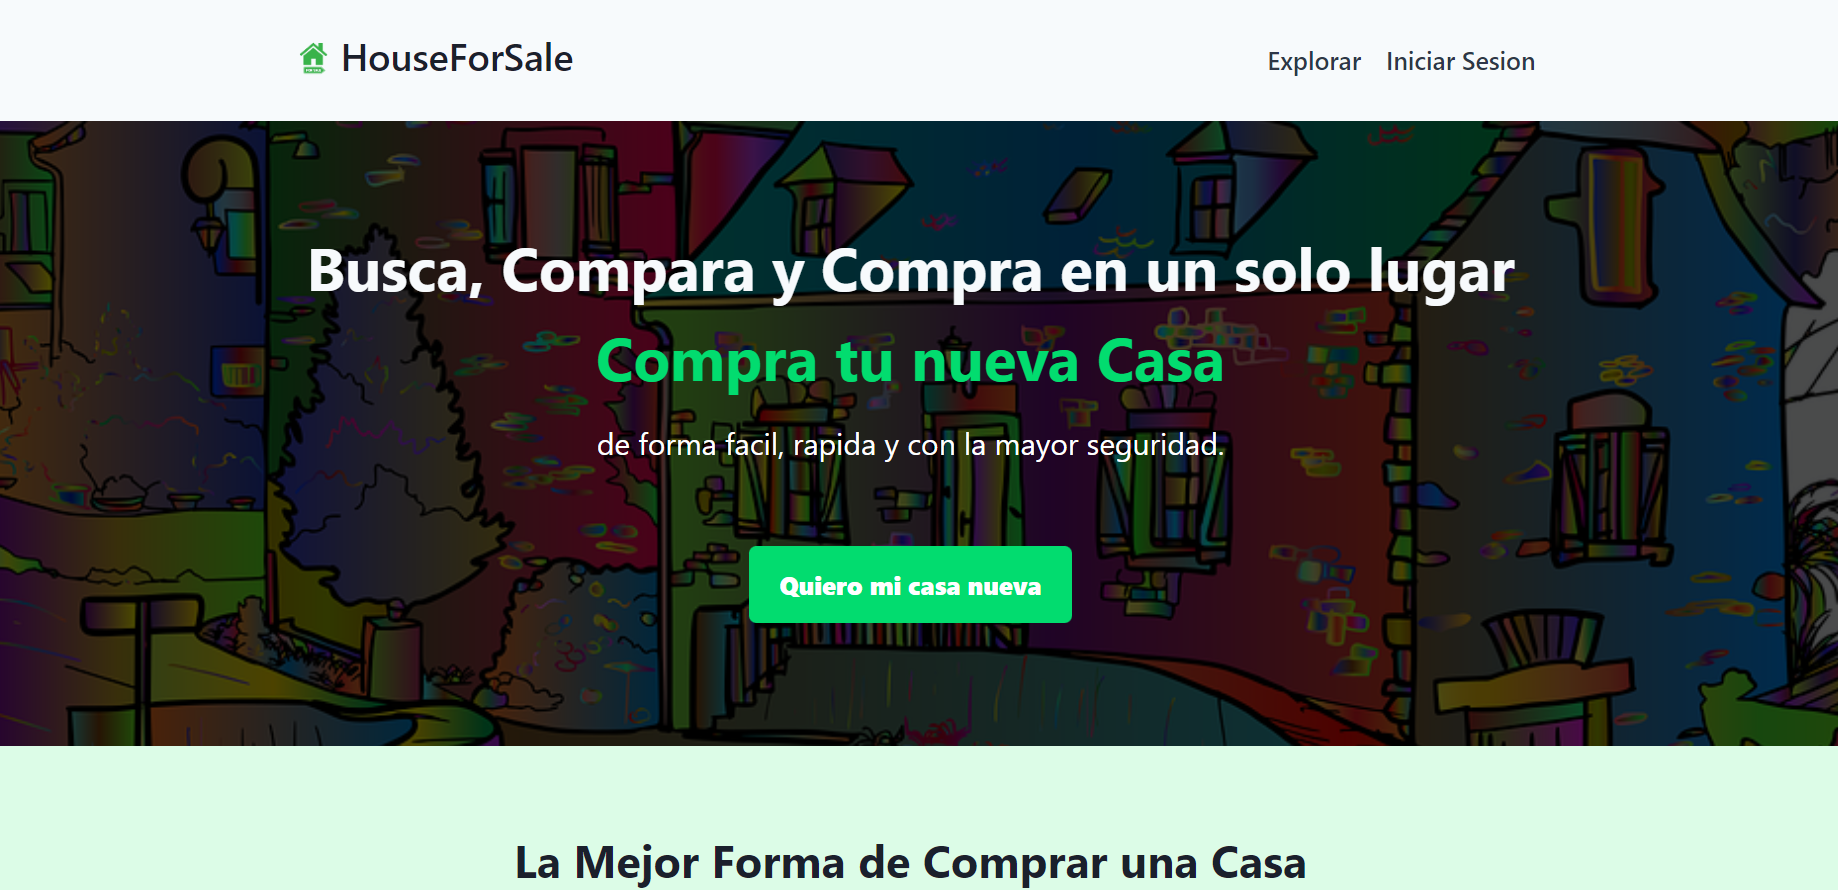 HouseForSale
Explorar
Iniciar Sesion
Busca, Compara y Compra en un solo lugar
Compra tu nueva Casa
de forma facil, rapida y con la mayor seguridad.
Quiero mi casa nueva
La Mejor Forma de Comprar una Casa